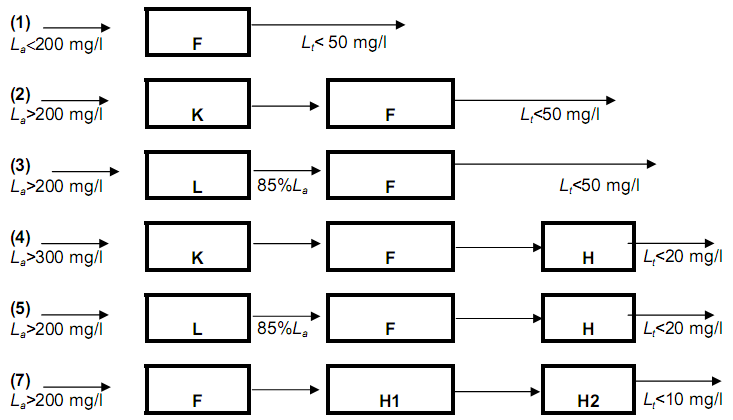 (1)
Lₐ<200 mg/l
F
Lₜ< 50 mg/l
(2)
Lₐ>200 mg/l
K
F
Lₜ<50 mg/l
(3)
Lₐ>200 mg/l
L
85%Lₐ
F
Lₜ<50 mg/l
(4)
Lₐ>300 mg/l
K
F
H
Lₜ<20 mg/l
(5)
Lₐ>200 mg/l
L
85%Lₐ
F
H
Lₜ<20 mg/l
(7)
Lₐ>200 mg/l
F
H1
H2
Lₜ<10 mg/l